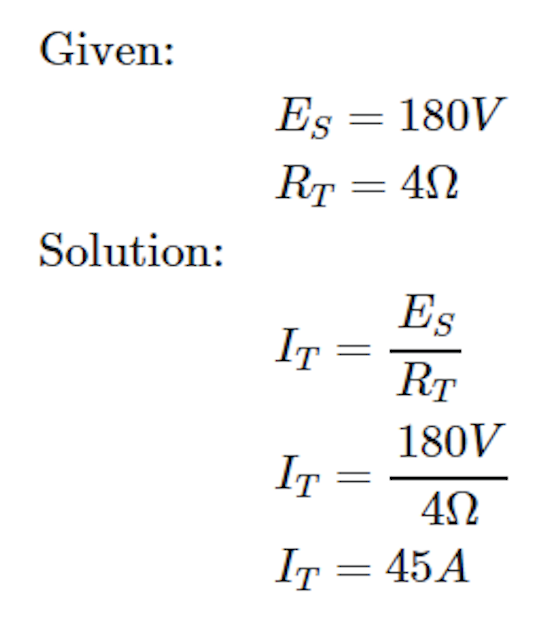 Given:
E_S = 180V
R_T = 4Ω
Solution:
I_T = E_S / R_T
I_T = 180V / 4Ω
I_T = 45A